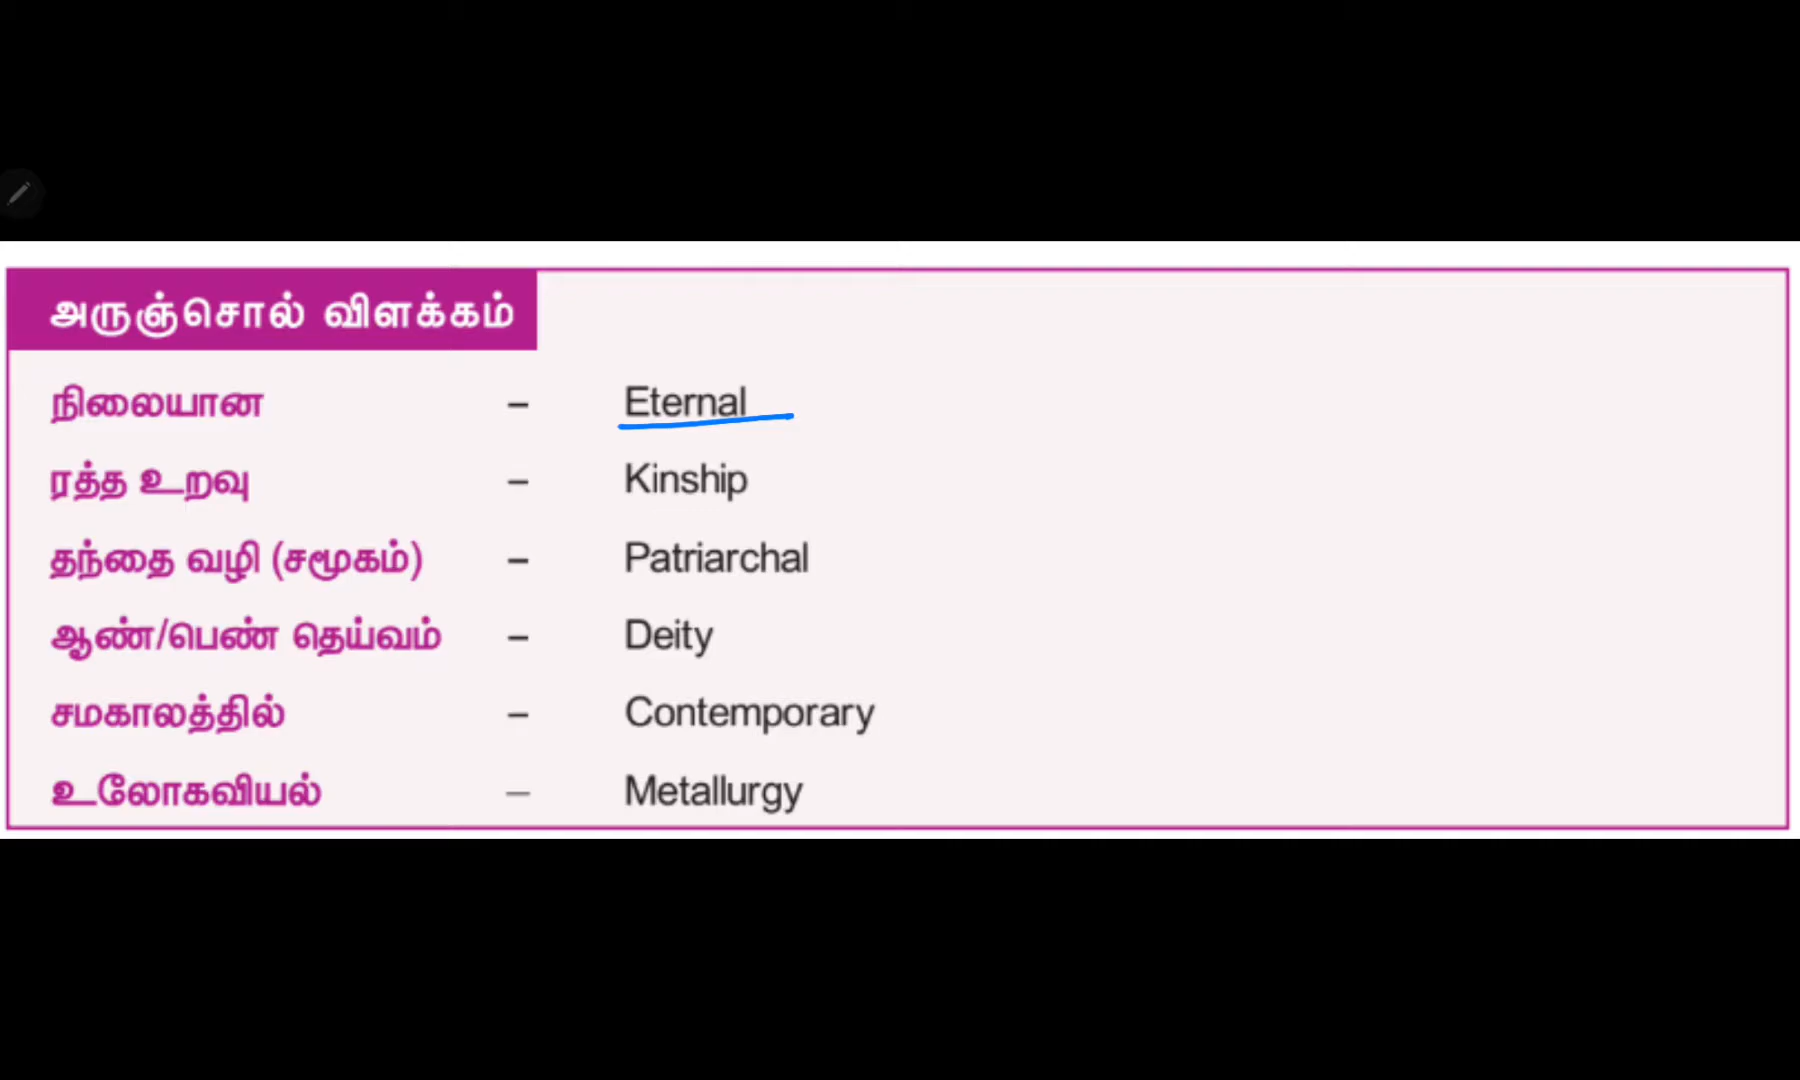 அருஞ்சொல் விளக்கம்
நிலையான – Eternal
ரத்த உறவு – Kinship
தந்தை வழி (சமூகம்) – Patriarchal
ஆண்/பெண் தெய்வம் – Deity
சமகாலத்தில் – Contemporary
உலோகவியல் – Metallurgy